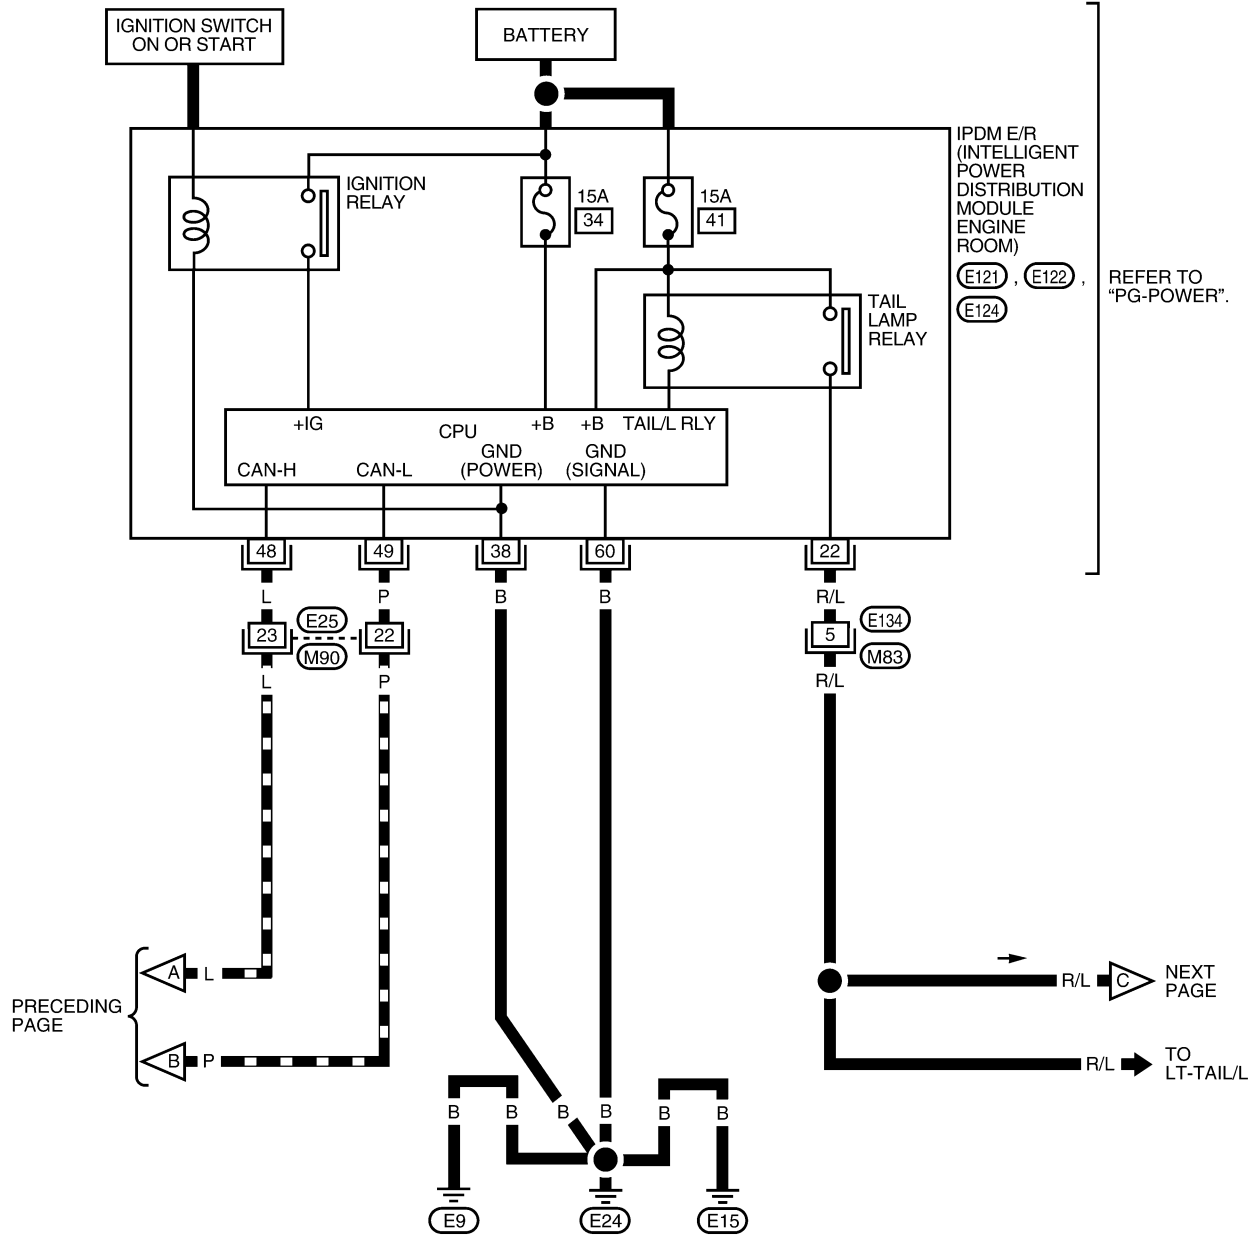 IGNITION SWITCH
ON OR START
BATTERY
IPDM E/R
(INTELLIGENT
POWER
DISTRIBUTION
MODULE
ENGINE
ROOM)
E121 , E122 ,
E124
REFER TO
“PG-POWER”.
IGNITION
RELAY
15A
34
15A
41
TAIL
LAMP
RELAY
+IG
CPU
+B
+B
TAIL/L RLY
GND
(POWER)
GND
(SIGNAL)
CAN-H
CAN-L
48
49
38
60
22
L
P
B
B
R/L
23
E25
M90
22
5
E134
M83
L
P
R/L
PRECEDING
PAGE
A
L
B
P
R/L
C
NEXT
PAGE
R/L
TO
LT-TAIL/L
B
B
B
B
B
B
E9
E24
E15